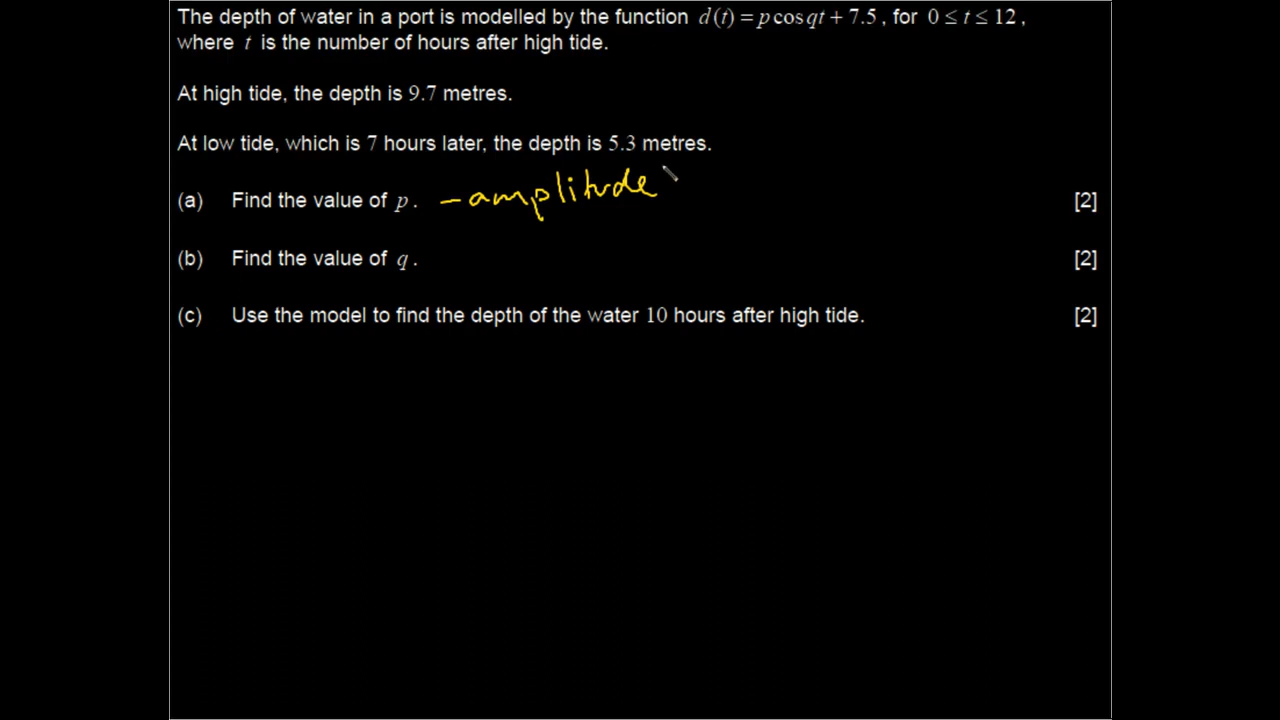 The depth of water in a port is modelled by the function d(t) = p cos qt + 7.5, for 0 ≤ t ≤ 12,
where t is the number of hours after high tide.
At high tide, the depth is 9.7 metres.
At low tide, which is 7 hours later, the depth is 5.3 metres.
(a) Find the value of p. – amplitude [2]
(b) Find the value of q. [2]
(c) Use the model to find the depth of the water 10 hours after high tide. [2]